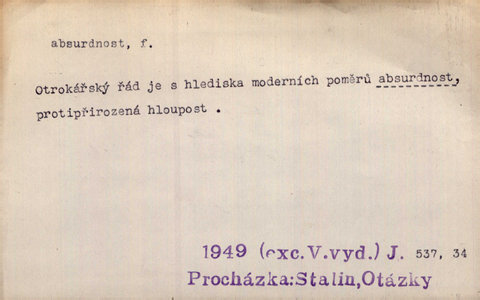 absurdnost, f.
Otrokářský řád je s hlediska moderních poměrů absurdnost,
protipřirozená hloupost .
1949 (exc. V. vyd.) J. 537, 34
Procházka:Stalin,Otázky